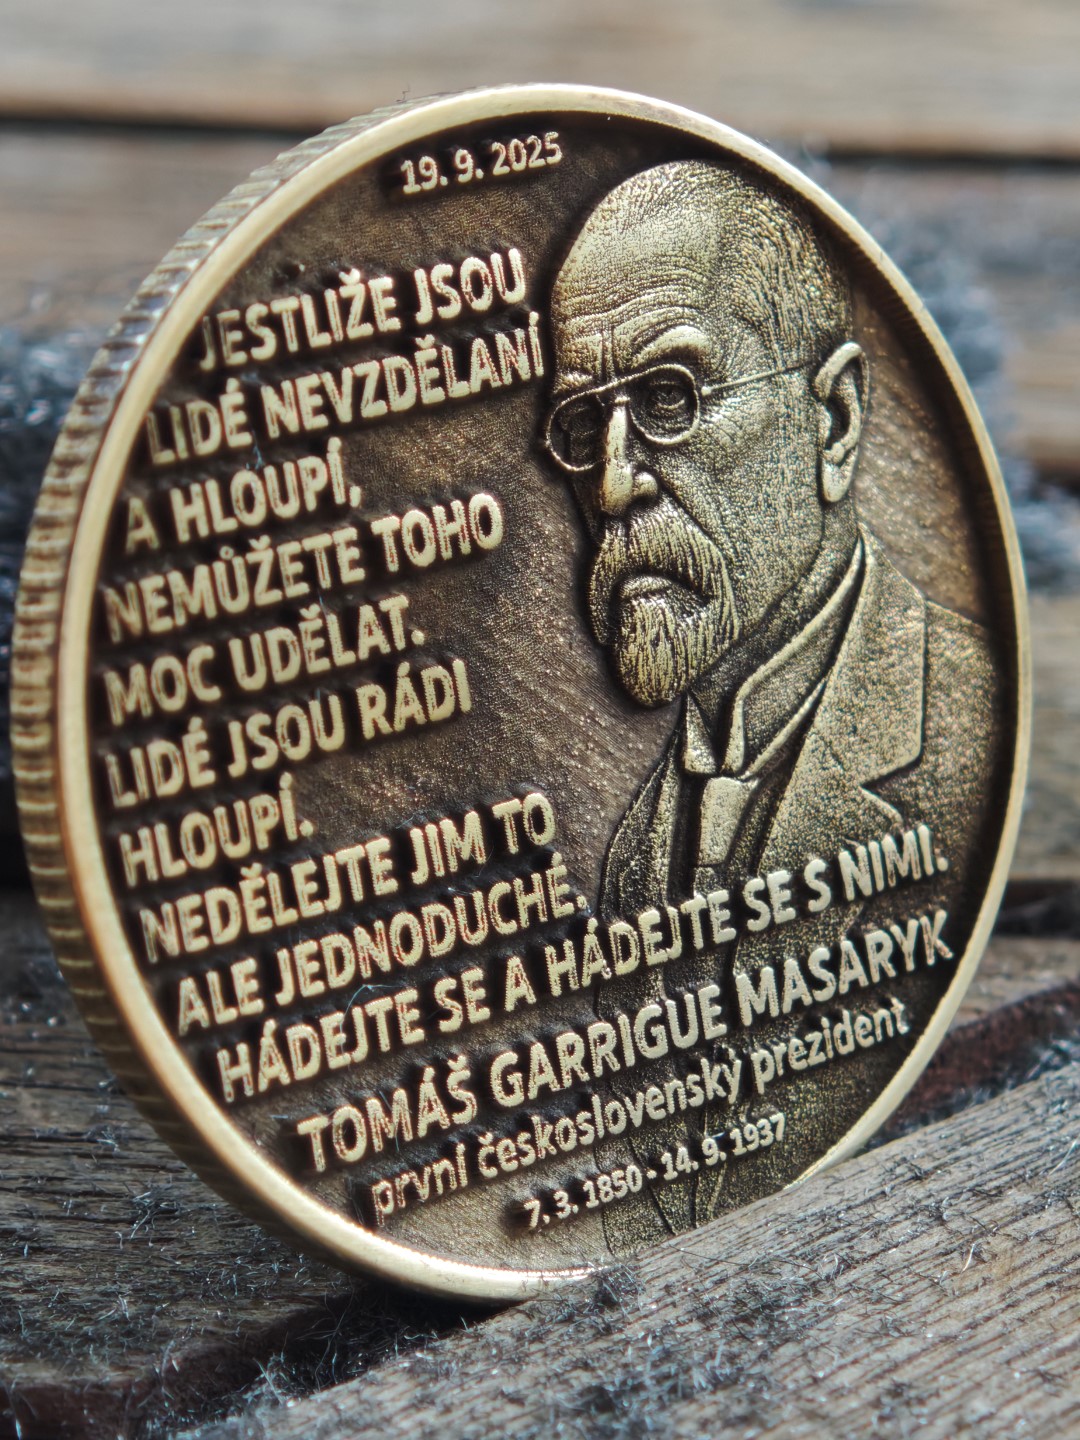 19. 9. 2025
JESTLIŽE JSOU
LIDÉ NEVZDĚLANÍ
A HLOUPÍ,
NEMŮŽETE TOHO
MOC UDĚLAT.
LIDÉ JSOU RÁDI
HLOUPÍ.
NEDĚLEJTE JIM TO
ALE JEDNODUCHÉ.
HÁDEJTE SE A HÁDEJTE SE S NIMI.
TOMÁŠ GARRIGUE MASARYK
první československý prezident
7. 3. 1850 - 14. 9. 1937